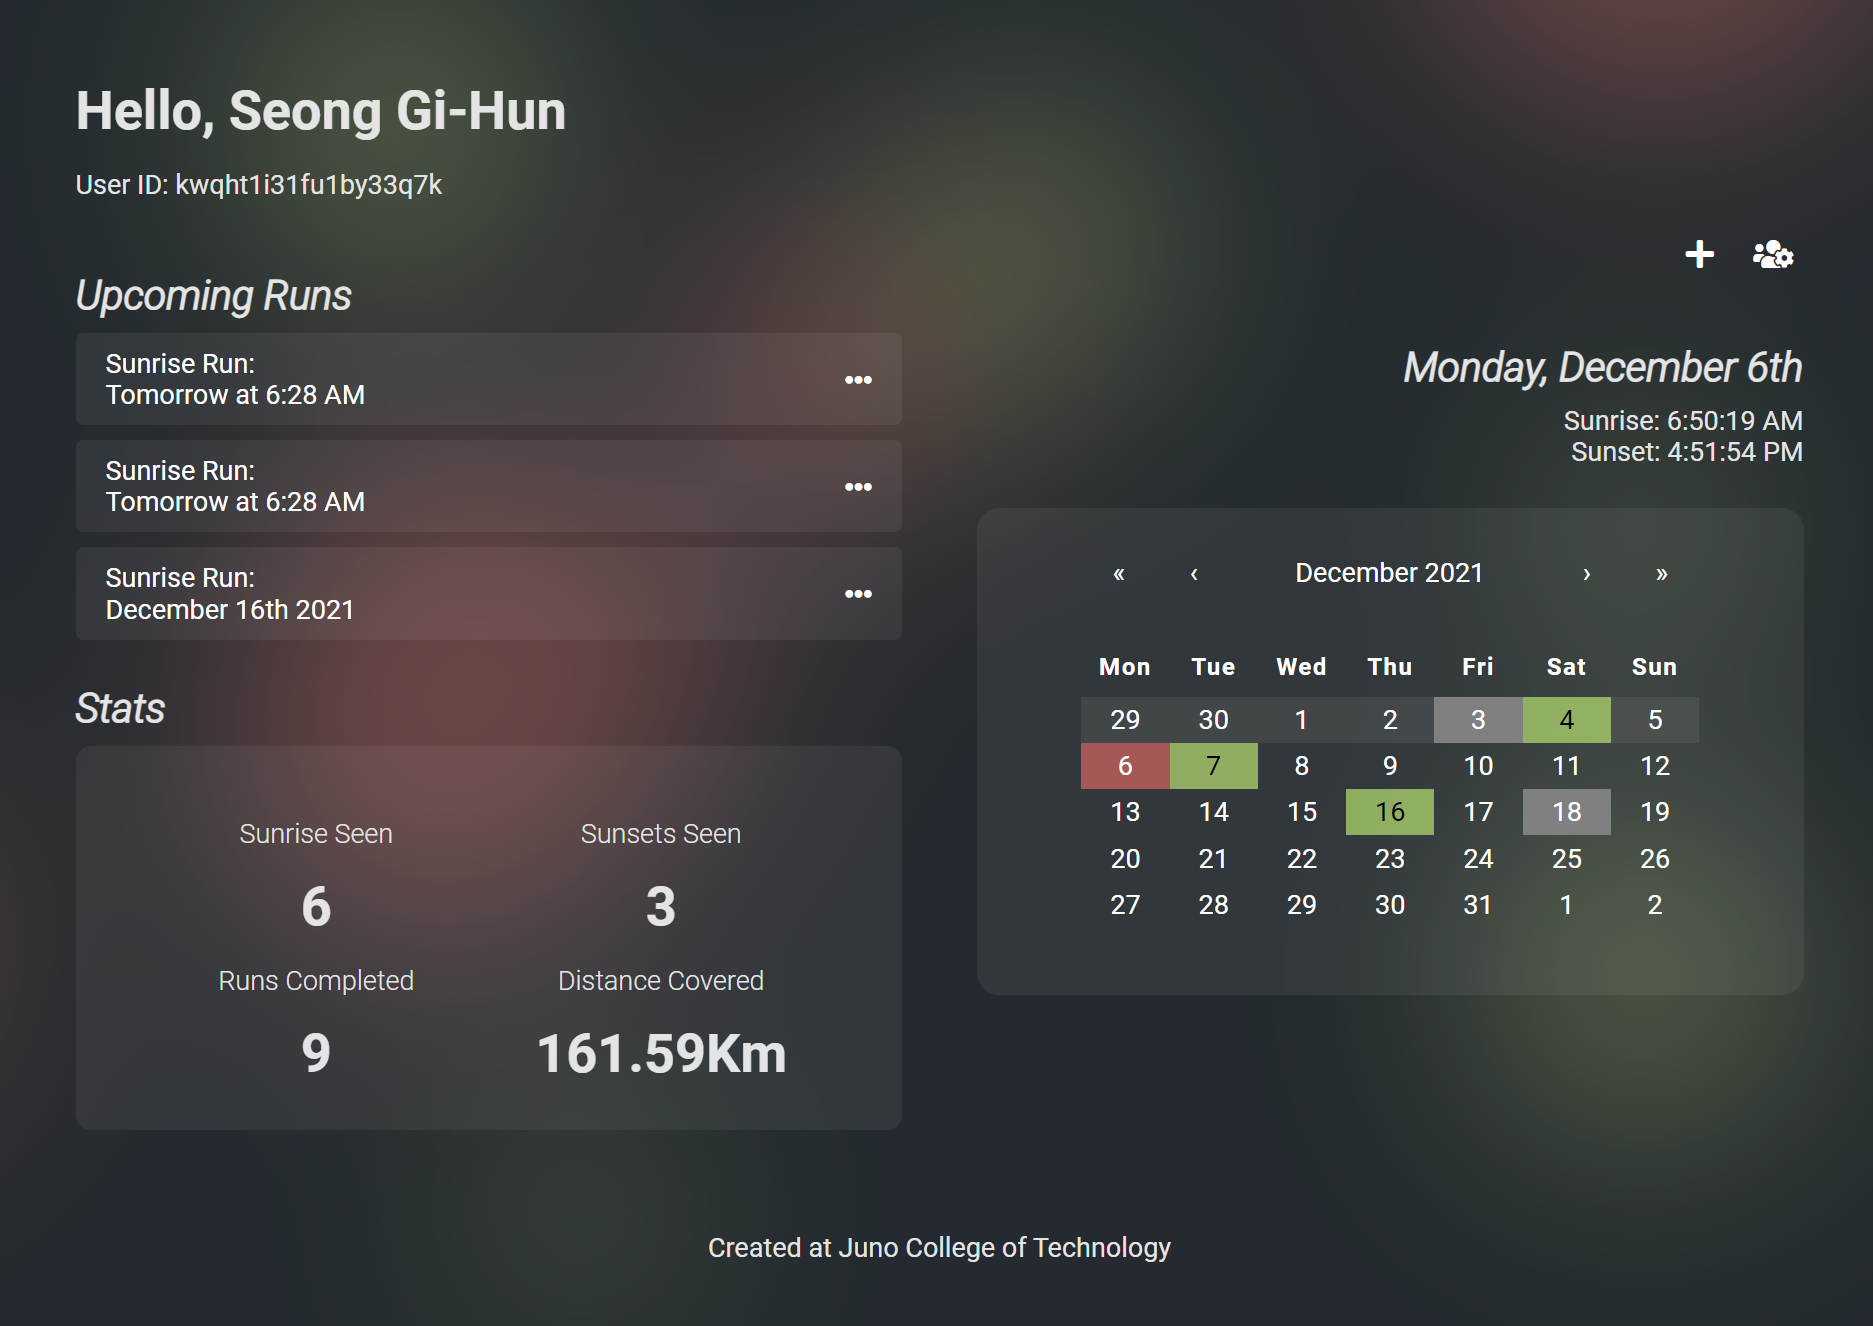 Hello, Seong Gi-Hun
User ID: kwqht1i31fu1by33q7k
Upcoming Runs
Sunrise Run:
Tomorrow at 6:28 AM
•••
Sunrise Run:
Tomorrow at 6:28 AM
•••
Sunrise Run:
December 16th 2021
•••
Stats
Sunrise Seen
6
Sunsets Seen
3
Runs Completed
9
Distance Covered
161.59Km
Monday, December 6th
Sunrise: 6:50:19 AM
Sunset: 4:51:54 PM
« ‹ December 2021 › »
Mon Tue Wed Thu Fri Sat Sun
29 30 1 2 3 4 5
6 7 8 9 10 11 12
13 14 15 16 17 18 19
20 21 22 23 24 25 26
27 28 29 30 31 1 2
Created at Juno College of Technology